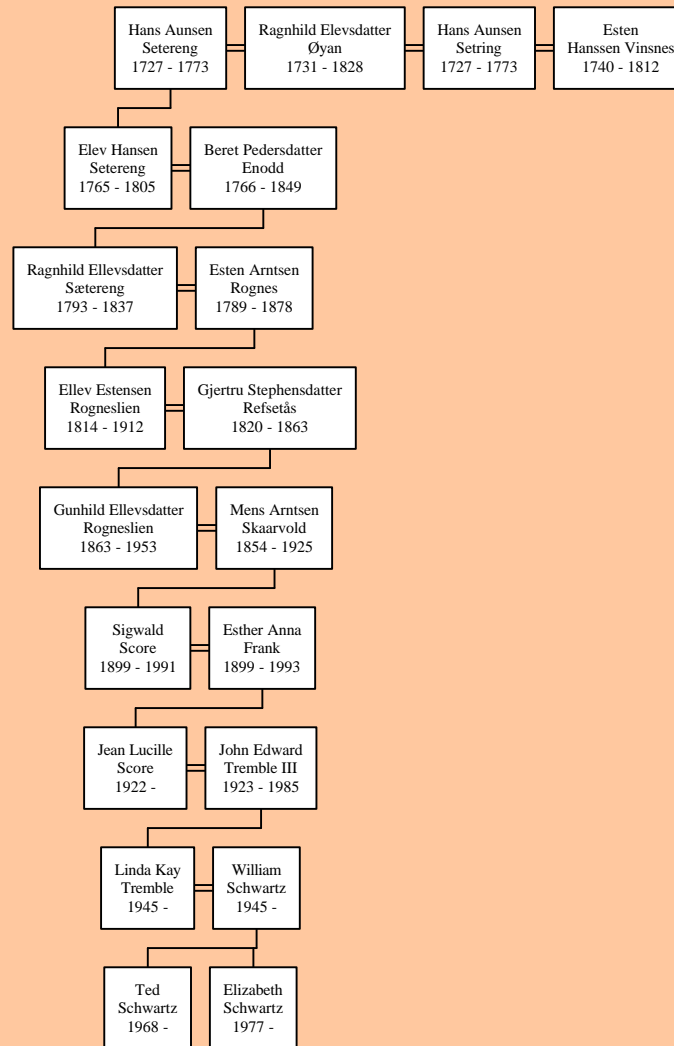 Hans Aunsen
Setereng
1727 - 1773
Ragnhild Elevsdatter
Øyan
1731 - 1828
Hans Aunsen
Setring
1727 - 1773
Esten
Hanssen Vinsnes
1740 - 1812
Elev Hansen
Setereng
1765 - 1805
Beret Pedersdatter
Enodd
1766 - 1849
Ragnhild Ellevsdatter
Sætereng
1793 - 1837
Esten Arntsen
Rognes
1789 - 1878
Ellev Estensen
Rogneslien
1814 - 1912
Gjertru Stephensdatter
Refsetås
1820 - 1863
Gunhild Ellevsdatter
Rogneslien
1863 - 1953
Mens Arntsen
Skaarvold
1854 - 1925
Sigwald
Score
1899 - 1991
Esther Anna
Frank
1899 - 1993
Jean Lucille
Score
1922 -
John Edward
Tremble III
1923 - 1985
Linda Kay
Tremble
1945 -
William
Schwartz
1945 -
Ted
Schwartz
1968 -
Elizabeth
Schwartz
1977 -